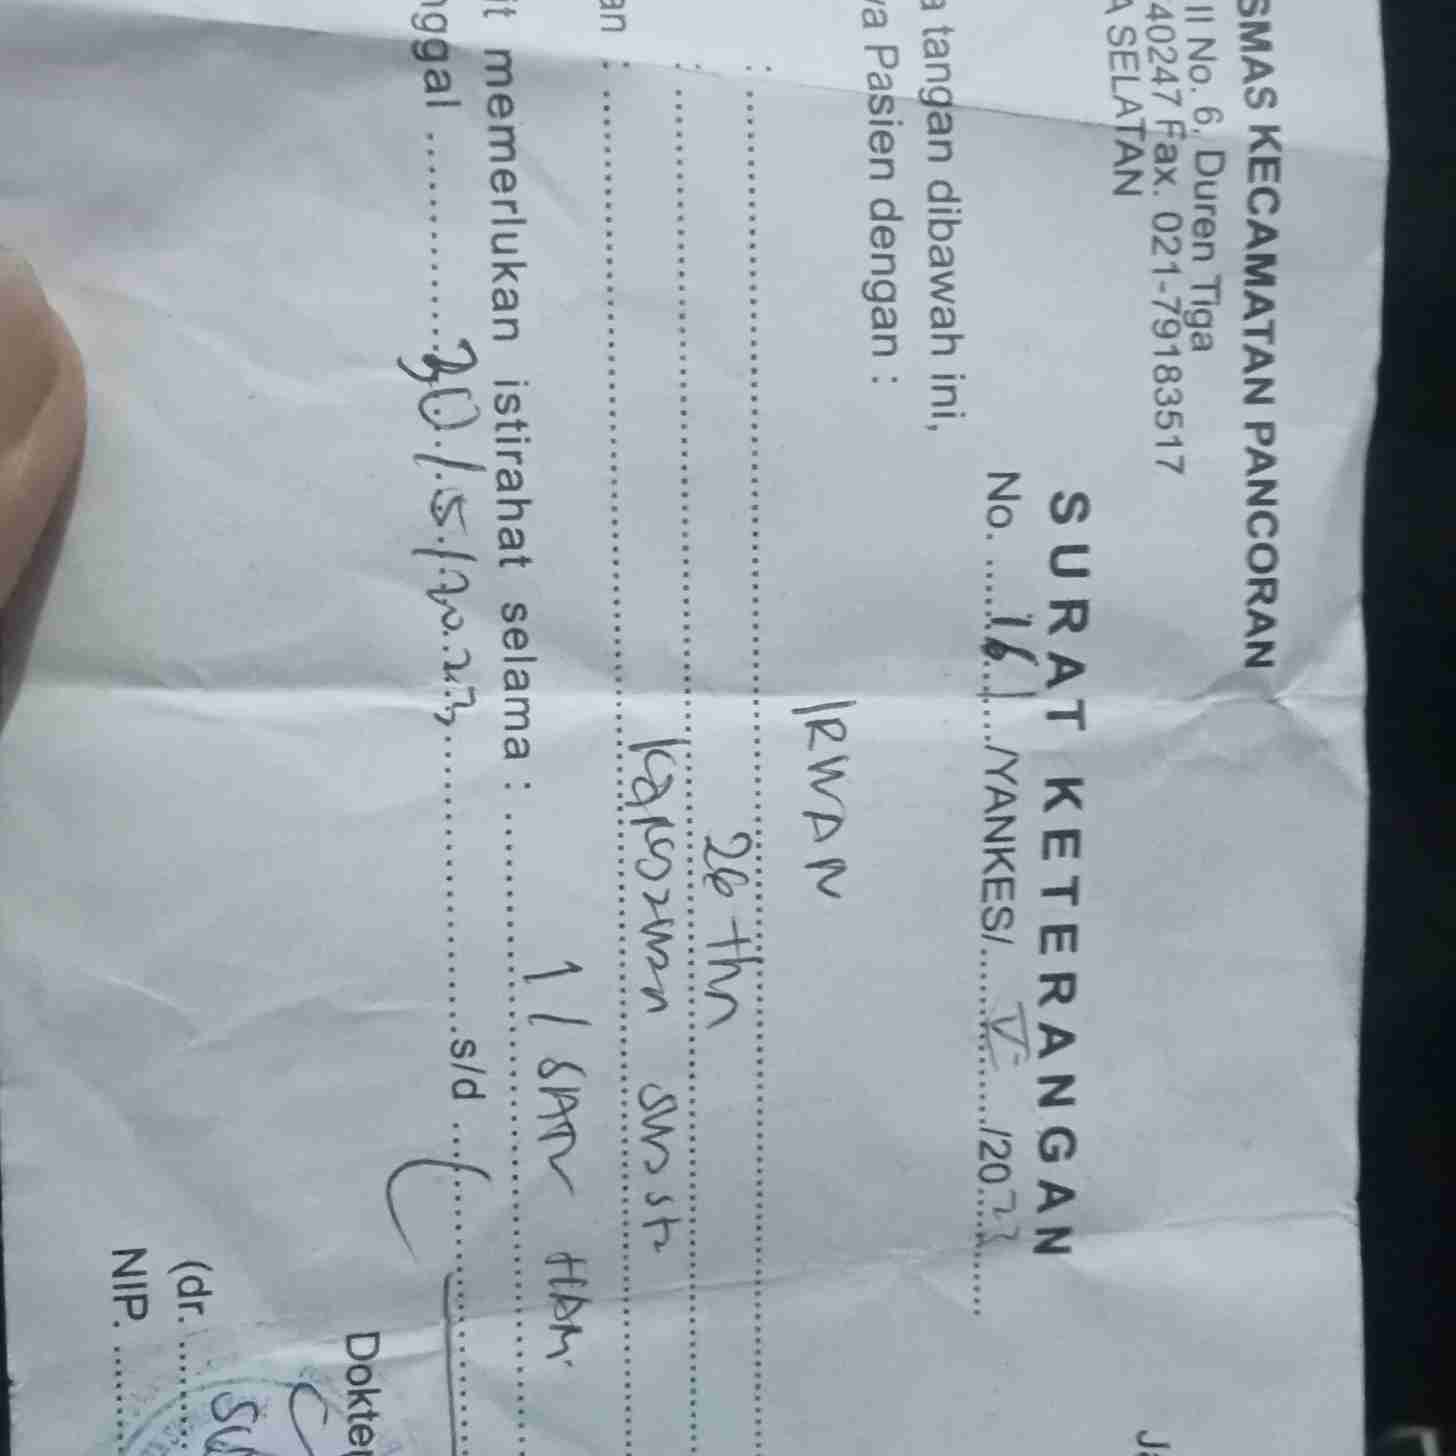 SMAS KECAMATAN PANCORAN
II No. 6, Duren Tiga
40247 Fax. 021-79183517
A SELATAN
SURAT KETERANGAN
No. ......161..../YANKES/......V....../2023......
a tangan dibawah ini,
ya Pasien dengan :
: IRWAN
: 26 thn
an : Karyawan swasta
it memerlukan istirahat selama : 1 / SATU HARI
nggal 30/5/2023 s/d
Dokter
(dr.
NIP.